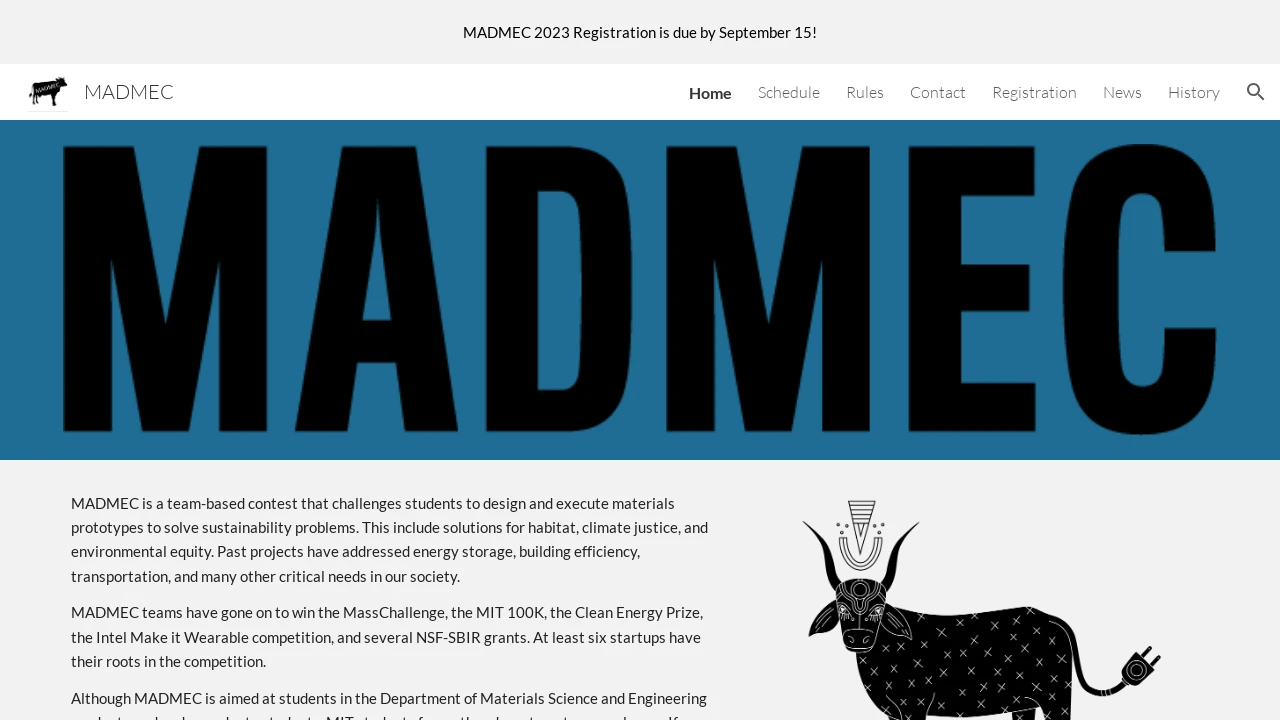 MADMEC 2023 Registration is due by September 15!
MADMEC
MADMEC
Home
Schedule
Rules
Contact
Registration
News
History
MADMEC
MADMEC is a team-based contest that challenges students to design and execute materials
prototypes to solve sustainability problems. This include solutions for habitat, climate justice, and
environmental equity. Past projects have addressed energy storage, building efficiency,
transportation, and many other critical needs in our society.
MADMEC teams have gone on to win the MassChallenge, the MIT 100K, the Clean Energy Prize,
the Intel Make it Wearable competition, and several NSF-SBIR grants. At least six startups have
their roots in the competition.
Although MADMEC is aimed at students in the Department of Materials Science and Engineering